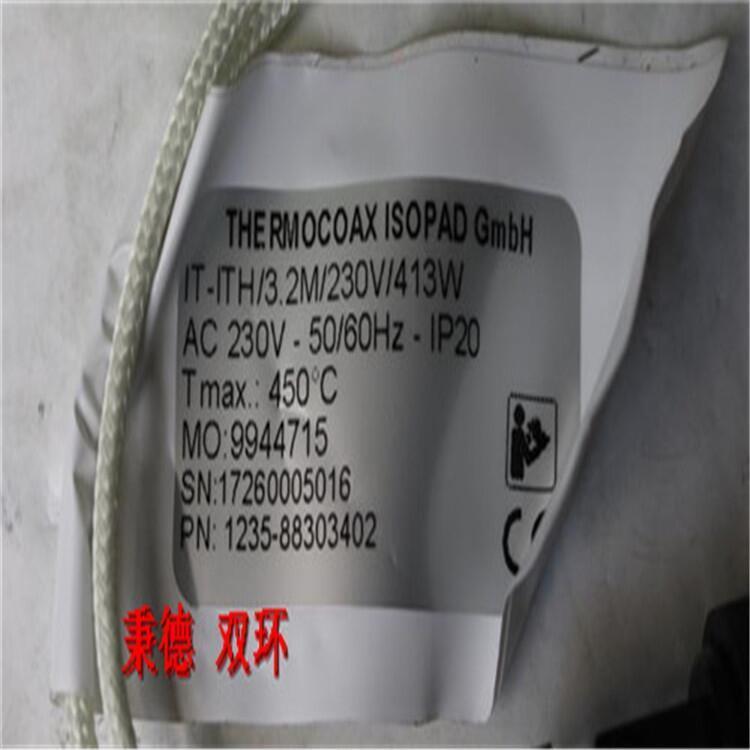 THERMOCOAX ISOPAD GmbH
IT-ITH/3.2M/230V/413W
AC 230V - 50/60Hz - IP20
Tmax.: 450°C
MO:9944715
SN:17260005016
PN: 1235-88303402
CE
秉德 双环